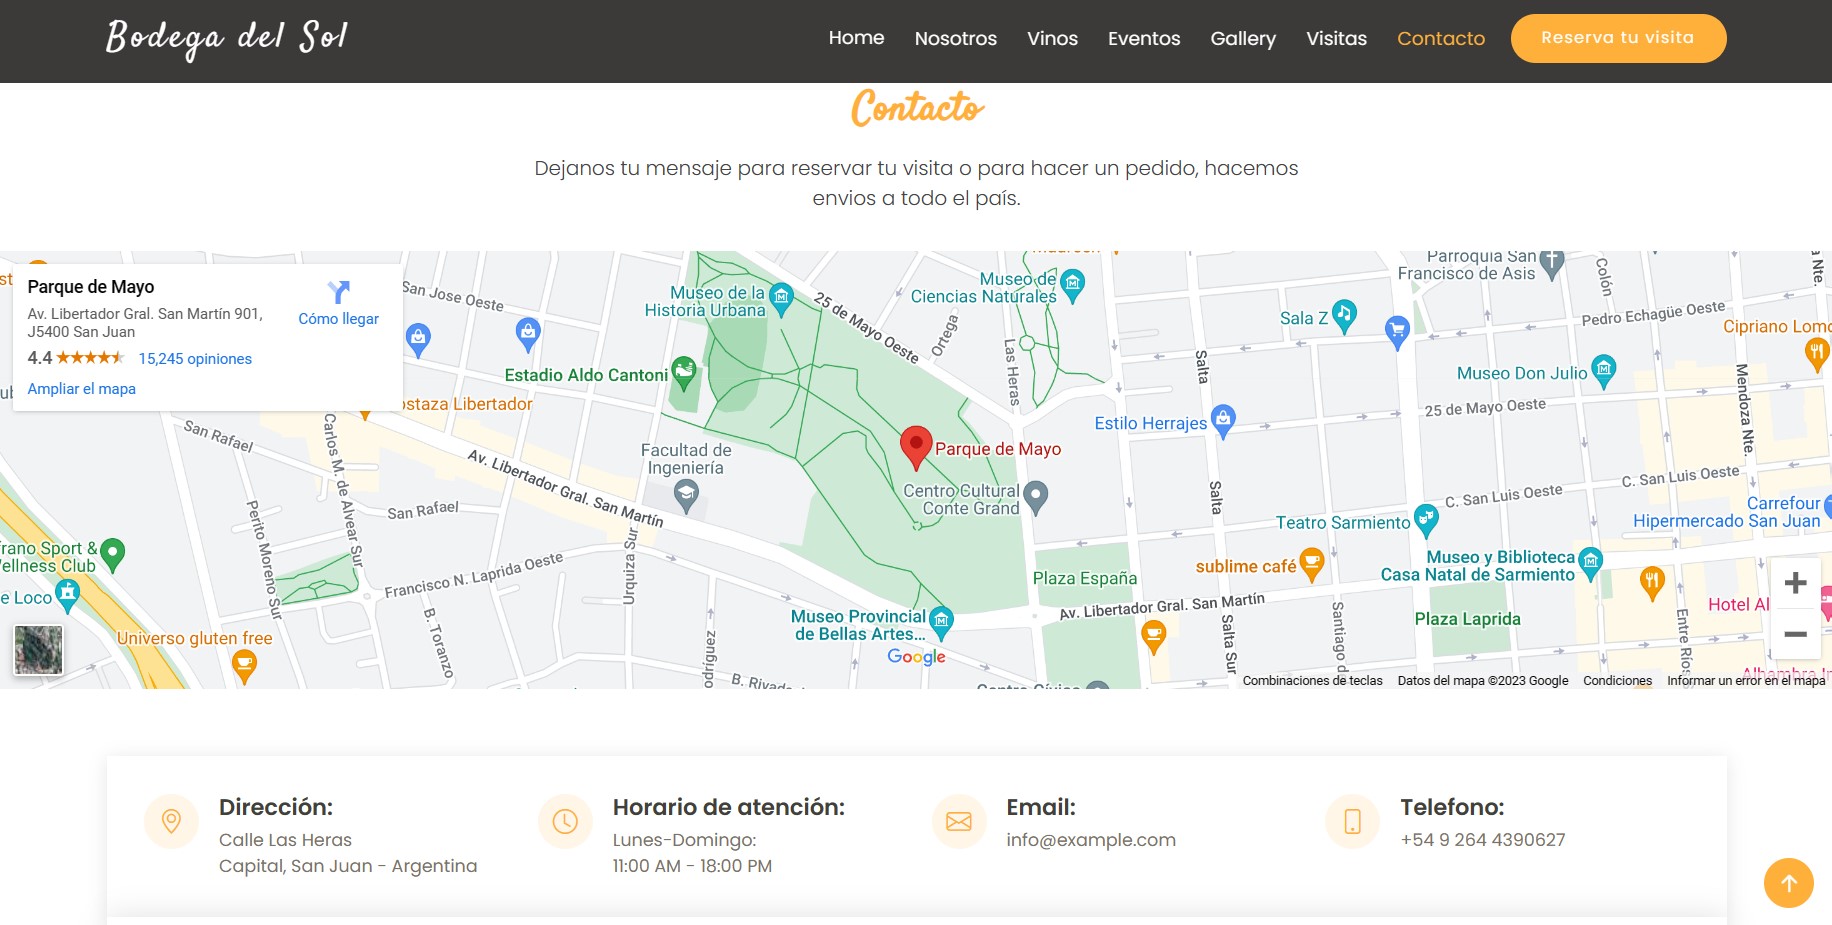 Bodega del Sol
Home
Nosotros
Vinos
Eventos
Gallery
Visitas
Contacto
Reserva tu visita
Contacto
Dejanos tu mensaje para reservar tu visita o para hacer un pedido, hacemos
envios a todo el país.
Parque de Mayo
Av. Libertador Gral. San Martín 901,
J5400 San Juan
4.4
15,245 opiniones
Ampliar el mapa
Cómo llegar
San Jose Oeste
Museo de la
Historia Urbana
25 de Mayo Oeste
Ortega
Museo de
Ciencias Naturales
Las Heras
Salta
Sala Z
Parroquia San
Francisco de Asis
Colón
Pedro Echagüe Oeste
Nte.
Cipriano Lomo
Estadio Aldo Cantoni
Museo Don Julio
Mendoza Nte.
25 de Mayo Oeste
Estilo Herrajes
ostaza Libertador
San Rafael
Carlos M. de Alvear Sur
Av. Libertador Gral. San Martín
Facultad de
Ingeniería
Parque de Mayo
Centro Cultural
Conte Grand
Salta
C. San Luis Oeste
C. San Luis Oeste
Carrefour
Hipermercado San Juan
Teatro Sarmiento
San Rafael
Perito Moreno Sur
Urquiza Sur
rano Sport &
ellness Club
e Loco
Francisco N. Laprida Oeste
B. Toranzo
sublime café
Museo y Biblioteca
Casa Natal de Sarmiento
Plaza España
Av. Libertador Gral. San Martín
Plaza Laprida
Hotel Al
Universo gluten free
Museo Provincial
de Bellas Artes...
Google
odríguez
B. Rivada
Centro Cívico
Salta Sur
Santiago d
Entre Ríos
Alhambra In
Combinaciones de teclas
Datos del mapa ©2023 Google
Condiciones
Informar un error en el mapa
Dirección:
Calle Las Heras
Capital, San Juan - Argentina
Horario de atención:
Lunes-Domingo:
11:00 AM - 18:00 PM
Email:
info@example.com
Telefono:
+54 9 264 4390627